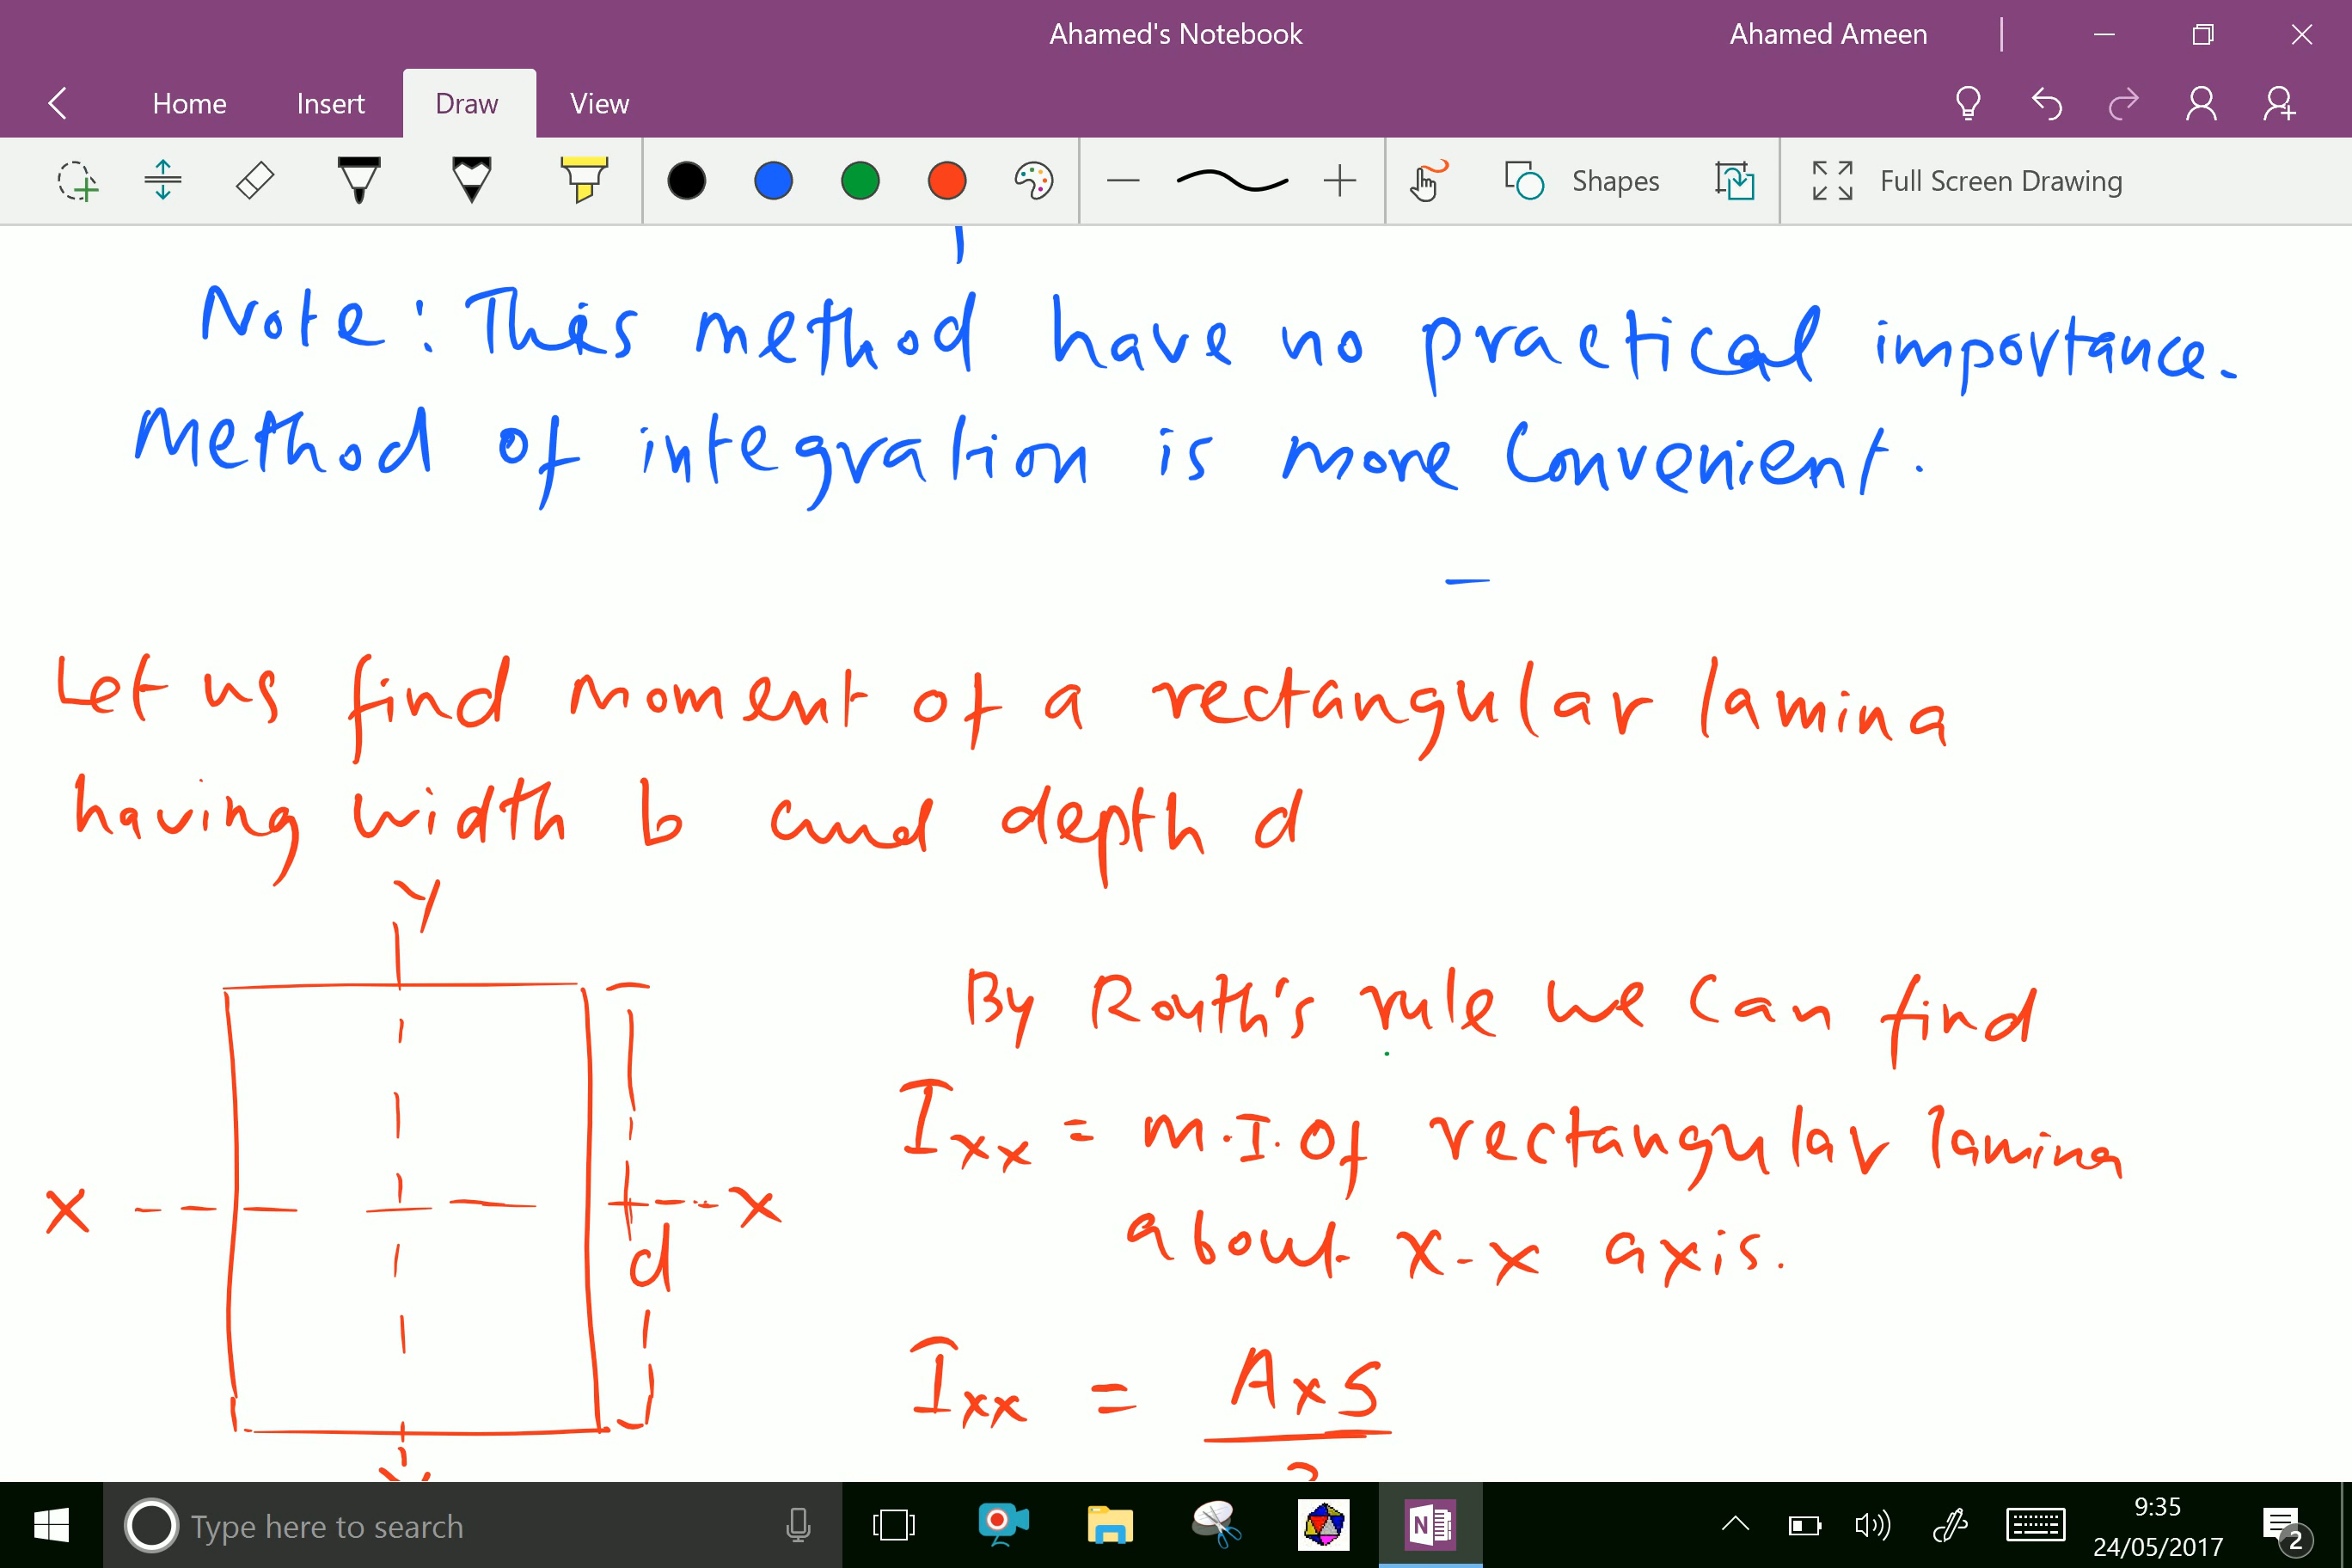 Ahamed's Notebook
Ahamed Ameen
Home Insert Draw View
Shapes
Full Screen Drawing
Note: This method have no practical importance.
Method of integration is more Convenient.
Let us find moment of a rectangular lamina
having width b and depth d
Y
By Routh's rule we can find
Ixx = M.I. Of rectangular lamina
about x-x axis.
X
x
d
Ixx = A x S
Type here to search
9:35
24/05/2017
2